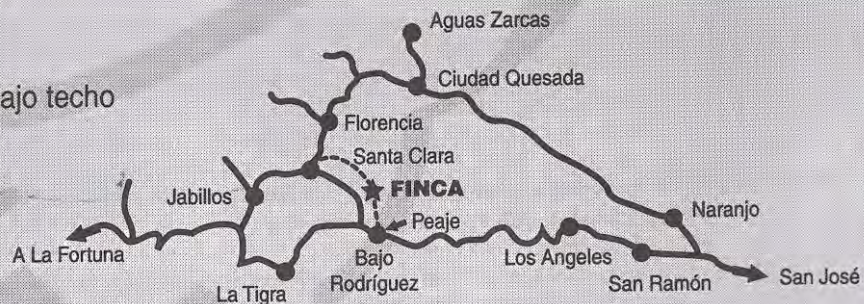 Aguas Zarcas
Ciudad Quesada
ajo techo
Florencia
Santa Clara
FINCA
Jabillos
Peaje
Naranjo
A La Fortuna
Bajo
Rodríguez
Los Angeles
San Ramón
San José
La Tigra